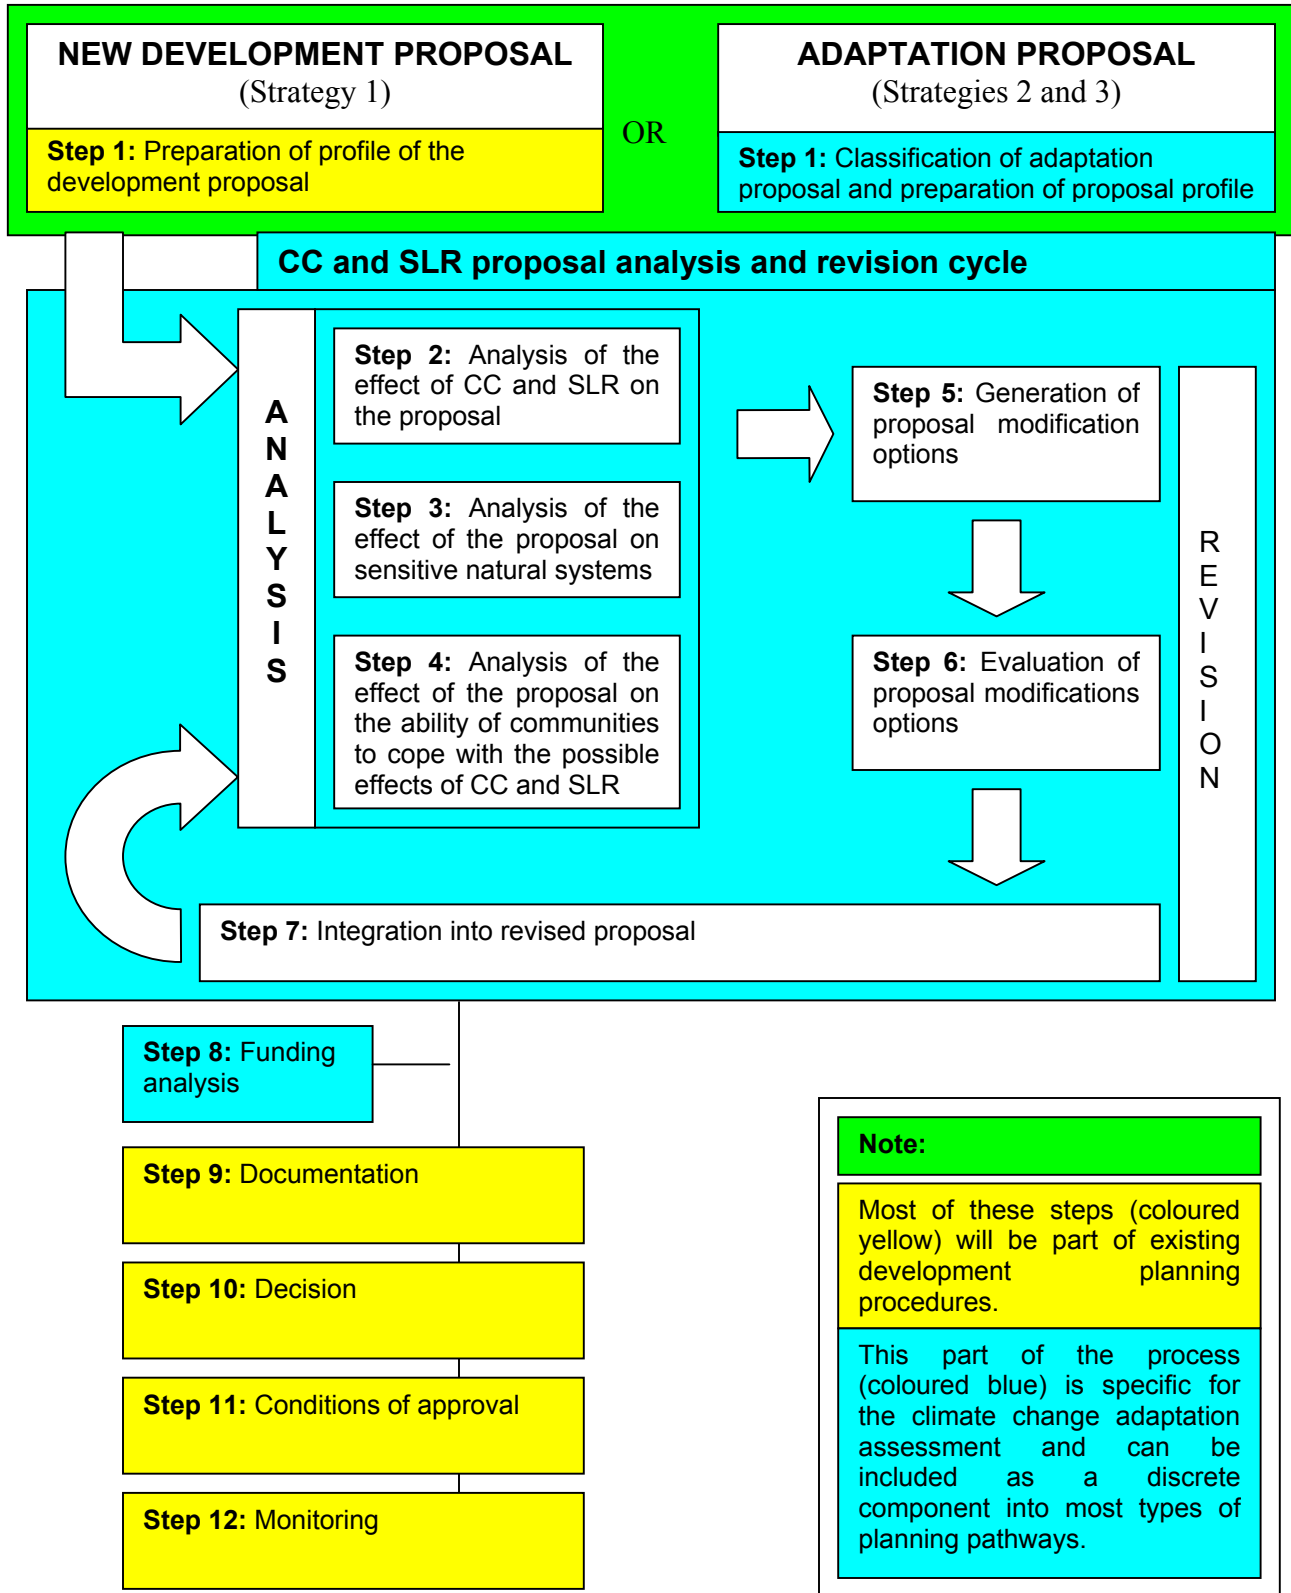 NEW DEVELOPMENT PROPOSAL
(Strategy 1)
Step 1: Preparation of profile of the
development proposal
OR
ADAPTATION PROPOSAL
(Strategies 2 and 3)
Step 1: Classification of adaptation
proposal and preparation of proposal profile
CC and SLR proposal analysis and revision cycle
ANALYSIS
Step 2: Analysis of the
effect of CC and SLR on
the proposal
Step 3: Analysis of the
effect of the proposal on
sensitive natural systems
Step 4: Analysis of the
effect of the proposal on
the ability of communities
to cope with the possible
effects of CC and SLR
Step 5: Generation of
proposal modification
options
Step 6: Evaluation of
proposal modifications
options
REVISION
Step 7: Integration into revised proposal
Step 8: Funding
analysis
Step 9: Documentation
Step 10: Decision
Step 11: Conditions of approval
Step 12: Monitoring
Note:
Most of these steps (coloured
yellow) will be part of existing
development planning
procedures.
This part of the process
(coloured blue) is specific for
the climate change adaptation
assessment and can be
included as a discrete
component into most types of
planning pathways.